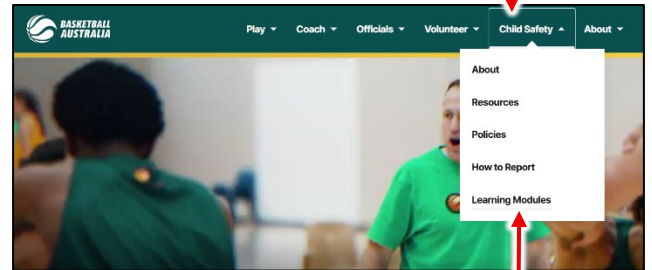 BASKETBALL
AUSTRALIA
Play Coach Officials Volunteer Child Safety About
About
Resources
Policies
How to Report
Learning Modules